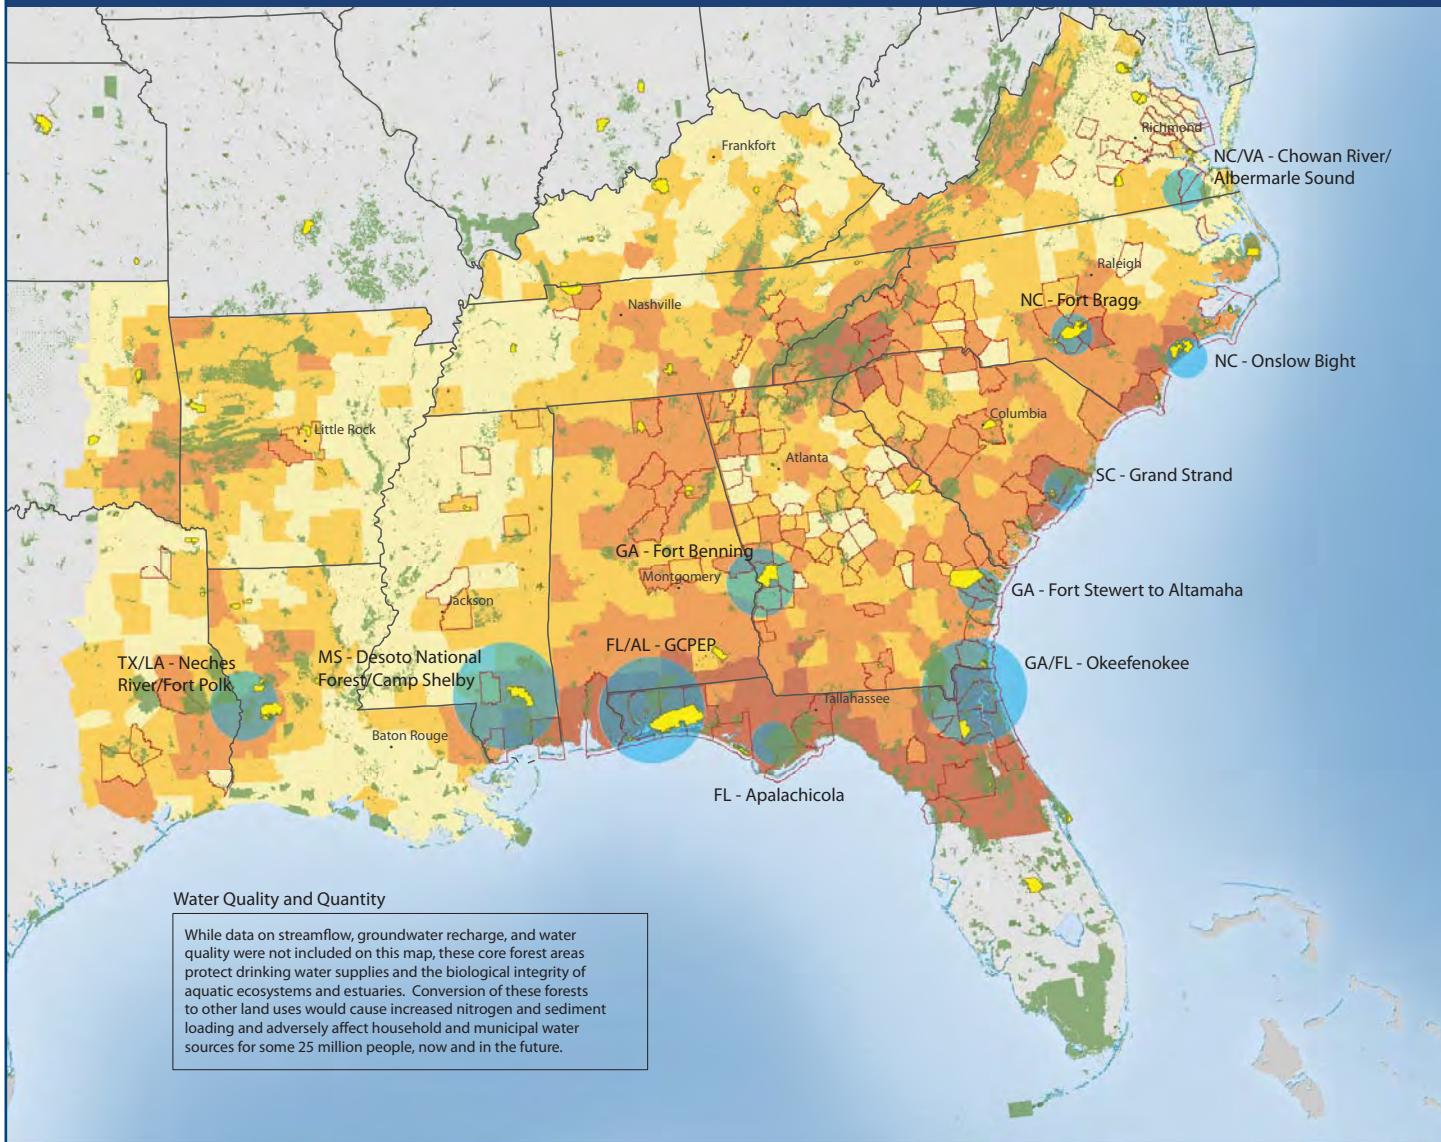 Frankfort
Richmond
NC/VA - Chowan River/
Albermarle Sound
Raleigh
Nashville
NC - Fort Bragg
NC - Onslow Bight
Little Rock
Columbia
Atlanta
SC - Grand Strand
GA - Fort Benning
Montgomery
GA - Fort Stewert to Altamaha
Jackson
FL/AL - GCPEP
MS - Desoto National
Forest/Camp Shelby
TX/LA - Neches
River/Fort Polk
GA/FL - Okeefenokee
Tallahassee
Baton Rouge
FL - Apalachicola
Water Quality and Quantity
While data on streamflow, groundwater recharge, and water
quality were not included on this map, these core forest areas
protect drinking water supplies and the biological integrity of
aquatic ecosystems and estuaries. Conversion of these forests
to other land uses would cause increased nitrogen and sediment
loading and adversely affect household and municipal water
sources for some 25 million people, now and in the future.